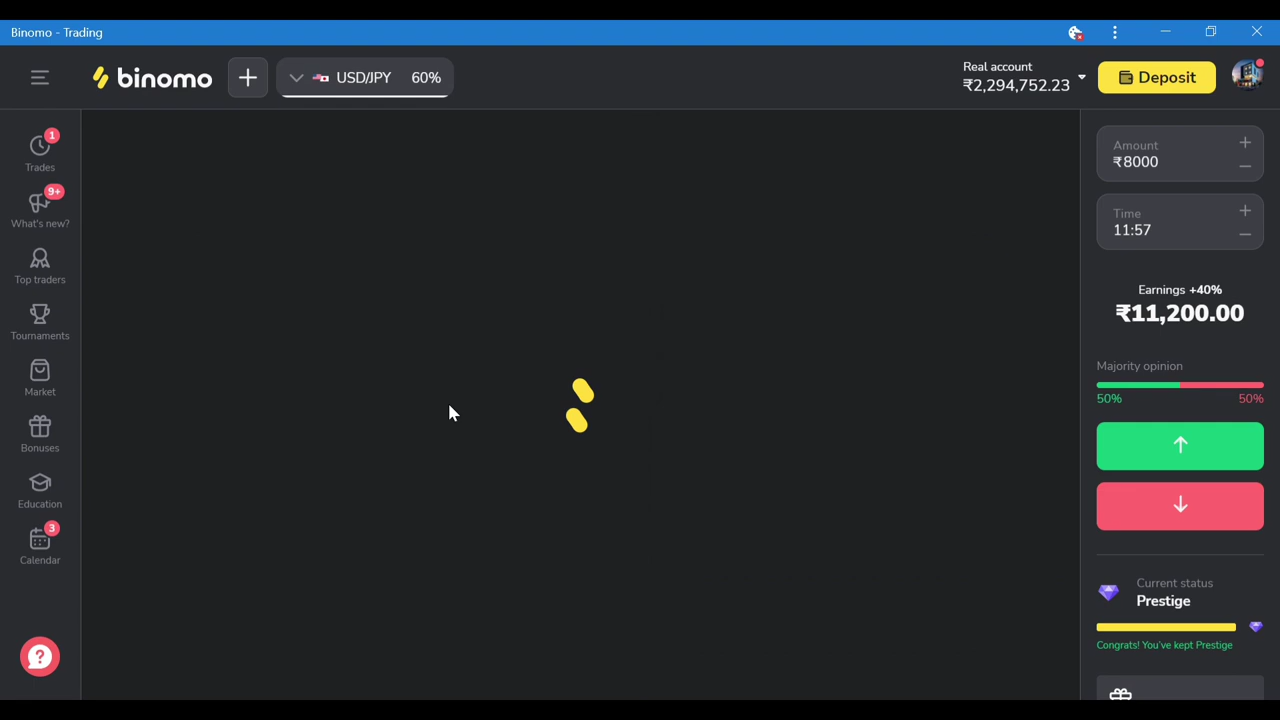 Binomo - Trading
binomo
USD/JPY 60%
Real account
₹2,294,752.23
Deposit
1
Trades
9+
What's new?
Top traders
Tournaments
Market
Bonuses
Education
3
Calendar
Amount
₹8000
Time
11:57
Earnings +40%
₹11,200.00
Majority opinion
50% 50%
Current status
Prestige
Congrats! You've kept Prestige